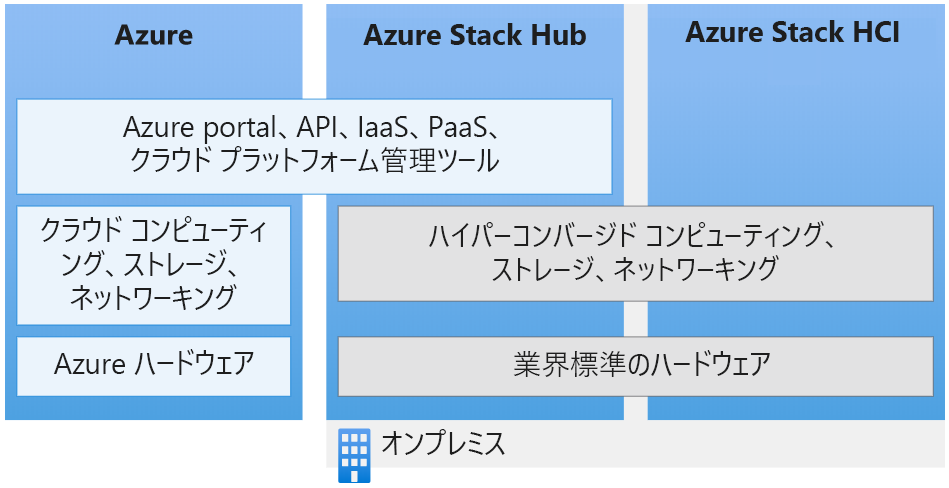 Azure
Azure Stack Hub
Azure Stack HCI
Azure portal、API、IaaS、PaaS、
クラウド プラットフォーム管理ツール
クラウド コンピューティ
ング、ストレージ、
ネットワーキング
ハイパーコンバージド コンピューティング、
ストレージ、ネットワーキング
Azure ハードウェア
業界標準のハードウェア
オンプレミス